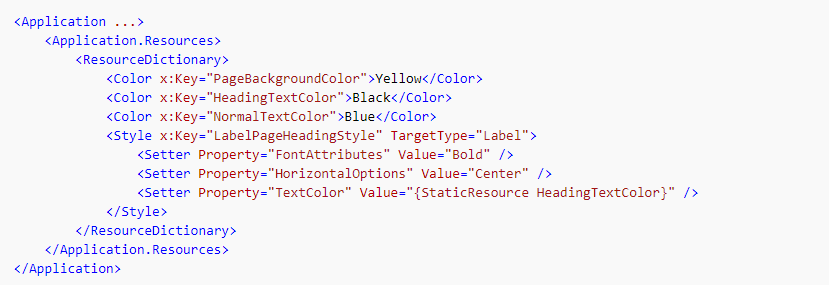 <Application ...>
    <Application.Resources>
        <ResourceDictionary>
            <Color x:Key="PageBackgroundColor">Yellow</Color>
            <Color x:Key="HeadingTextColor">Black</Color>
            <Color x:Key="NormalTextColor">Blue</Color>
            <Style x:Key="LabelPageHeadingStyle" TargetType="Label">
                <Setter Property="FontAttributes" Value="Bold" />
                <Setter Property="HorizontalOptions" Value="Center" />
                <Setter Property="TextColor" Value="{StaticResource HeadingTextColor}" />
            </Style>
        </ResourceDictionary>
    </Application.Resources>
</Application>